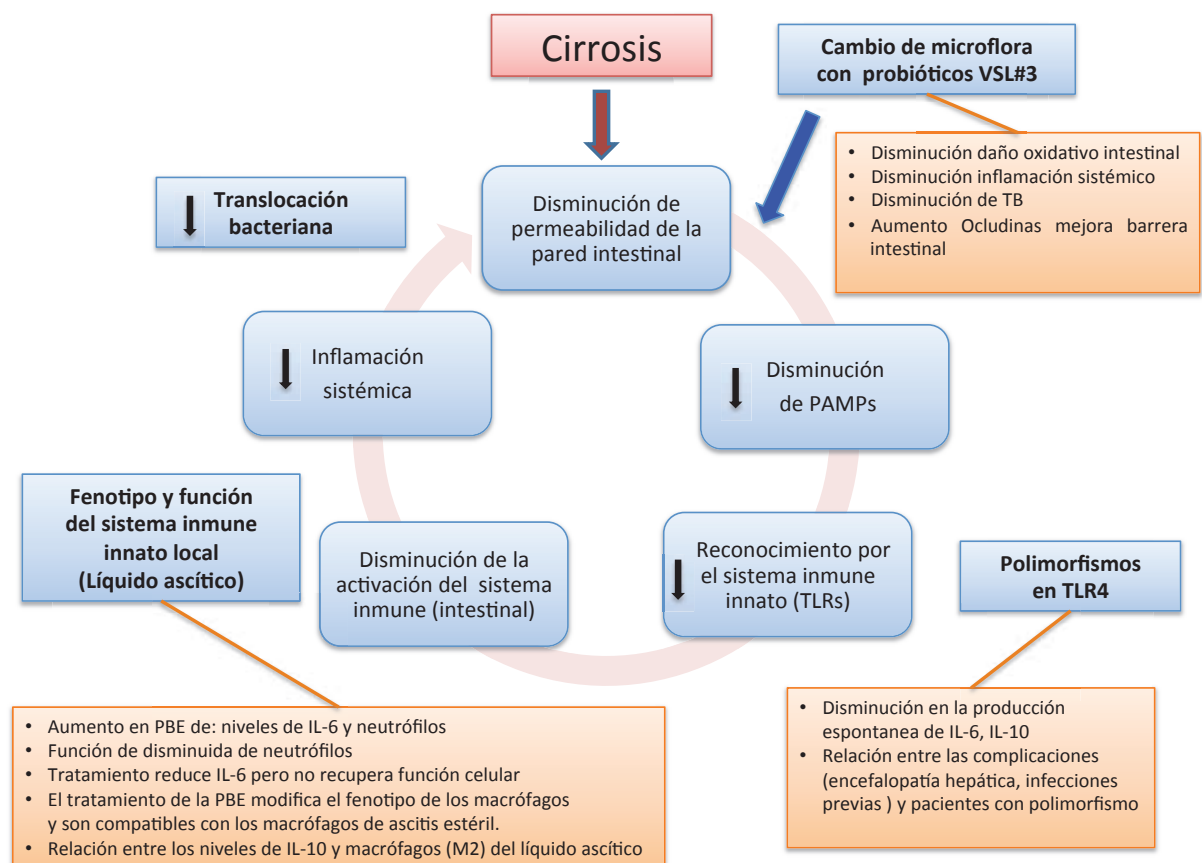 Cirrosis
Cambio de microflora
con probióticos VSL#3
• Disminución daño oxidativo intestinal
• Disminución inflamación sistémico
• Disminución de TB
• Aumento Ocludinas mejora barrera
intestinal
Translocación
bacteriana
Disminución de
permeabilidad de la
pared intestinal
Inflamación
sistémica
Disminución
de PAMPs
Fenotipo y función
del sistema inmune
innato local
(Líquido ascítico)
Disminución de la
activación del sistema
inmune (intestinal)
Reconocimiento por
el sistema inmune
innato (TLRs)
Polimorfismos
en TLR4
• Aumento en PBE de: niveles de IL-6 y neutrófilos
• Función de disminuida de neutrófilos
• Tratamiento reduce IL-6 pero no recupera función celular
• El tratamiento de la PBE modifica el fenotipo de los macrófagos
y son compatibles con los macrófagos de ascitis estéril.
• Relación entre los niveles de IL-10 y macrófagos (M2) del líquido ascítico
• Disminución en la producción
espontanea de IL-6, IL-10
• Relación entre las complicaciones
(encefalopatía hepática, infecciones
previas ) y pacientes con polimorfismo